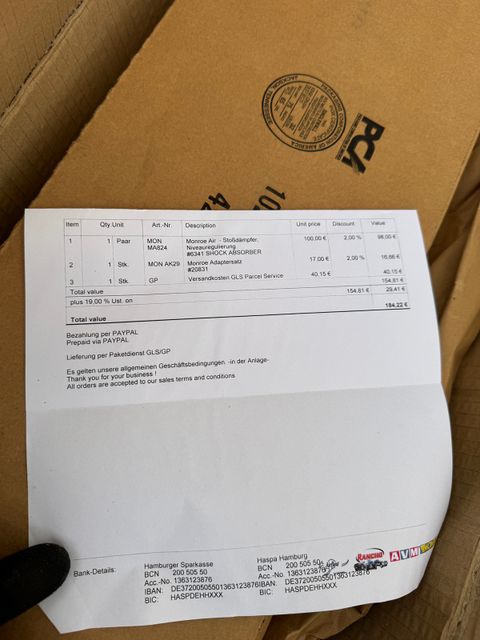 PCA
PACKAGING CORPORATION OF AMERICA
JACKSON, TENNESSEE
Item Qty.Unit Art.-Nr. Description Unit price Discount Value
1 1 Paar MON MA824 Monroe Air - Stoßdämpfer, 100,00 € 2,00 % 98,00 €
Niveauregulierung
#6341 SHOCK ABSORBER
2 1 Stk. MON AK29 Monroe Adaptersatz 17,00 € 2,00 % 16,66 €
#20831
3 1 Stk. GP Versandkosten GLS Parcel Service 40,15 € 40,15 €
Total value 154,81 €
plus 19,00 % Ust. on 154,81 € 29,41 €
Total value 184,22 €
Bezahlung per PAYPAL
Prepaid via PAYPAL
Lieferung per Paketdienst GLS/GP
Es gelten unsere allgemeinen Geschäftsbedingungen -in der Anlage-
Thank you for your business !
All orders are accepted to our sales terms and conditions
Bank-Details: Hamburger Sparkasse Haspa Hamburg
BCN 200 505 50 BCN 200 505 50
Acc.-No. 1363123876 Acc.-No. 1363123876
IBAN: DE37200505501363123876 IBAN: DE37200505501363123876
BIC: HASPDEHHXXX BIC: HASPDEHHXXX
RANCHO
AVM